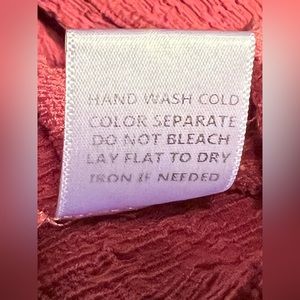 HAND WASH COLD
COLOR SEPARATE
DO NOT BLEACH
LAY FLAT TO DRY
IRON IF NEEDED